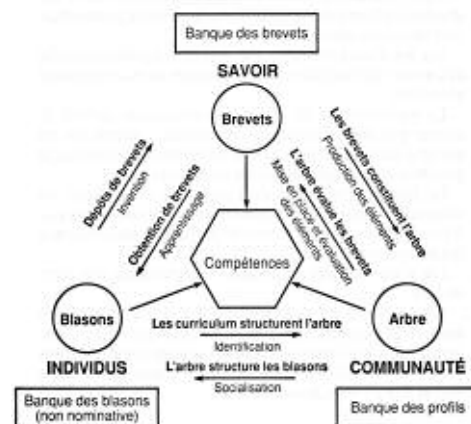 Banque des brevets
SAVOIR
Brevets
Dépôts de brevets
Invention
Obtention de brevets
Apprentissage
Les brevets constituent l'arbre
Production des éléments
L'arbre évalue les brevets
Mise en place et évaluation
des éléments
Compétences
Blasons
Arbre
Les curriculum structurent l'arbre
Identification
INDIVIDUS
L'arbre structure les blasons
COMMUNAUTÉ
Socialisation
Banque des blasons
(non nominative)
Banque des profils